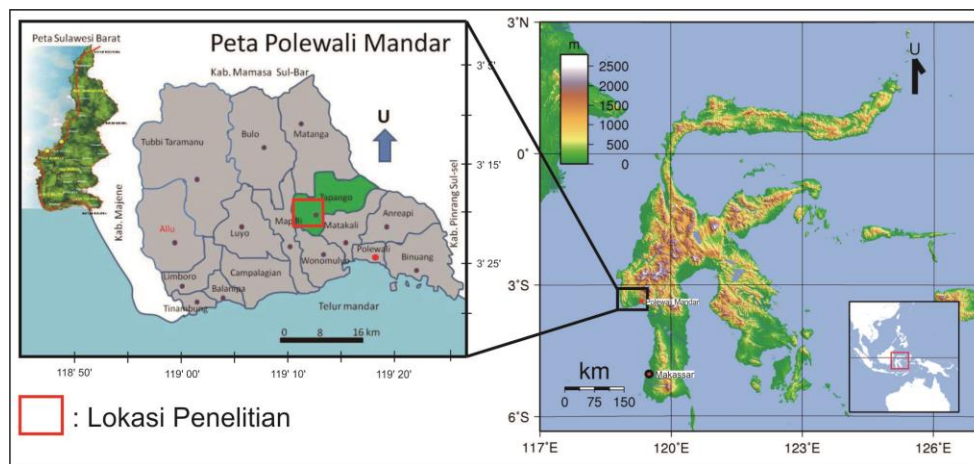 Peta Sulawesi Barat
Peta Polewali Mandar
Kab. Mamasa Sul-Bar
U
Kab. Majene
Kab. Pinrang Sul-sel
Tubbi Taramanu
Bulo
Matanga
Tapango
Allu
Luyo
Mapilli
Matakali
Anreapi
Wonomulyo
Polewali
Binuang
Limboro
Campalagian
Balanipa
Tinambung
Telur mandar
0 8 16 km
3' 5'
3' 15'
3' 25'
118' 50'
119' 00'
119' 10'
119' 20'
: Lokasi Penelitian
m
2500
2000
1500
1000
500
0
U
3°N
0°
3°S
6°S
Polewali Mandar
Makassar
km
0 50 100 150
117°E
120°E
123°E
126°E